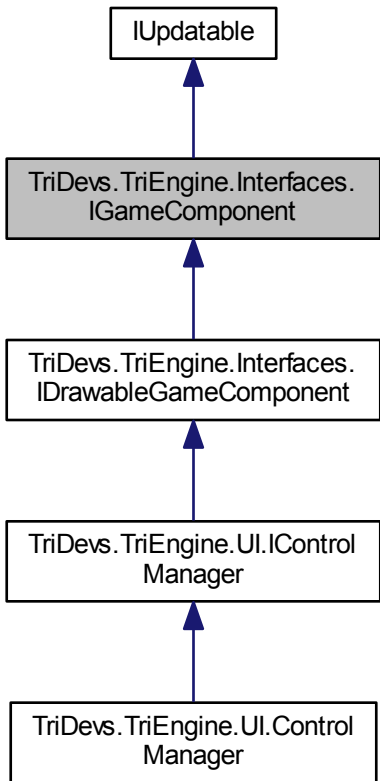 IUpdatable
TriDevs.TriEngine.Interfaces.
IGameComponent
TriDevs.TriEngine.Interfaces.
IDrawableGameComponent
TriDevs.TriEngine.UI.IControl
Manager
TriDevs.TriEngine.UI.Control
Manager